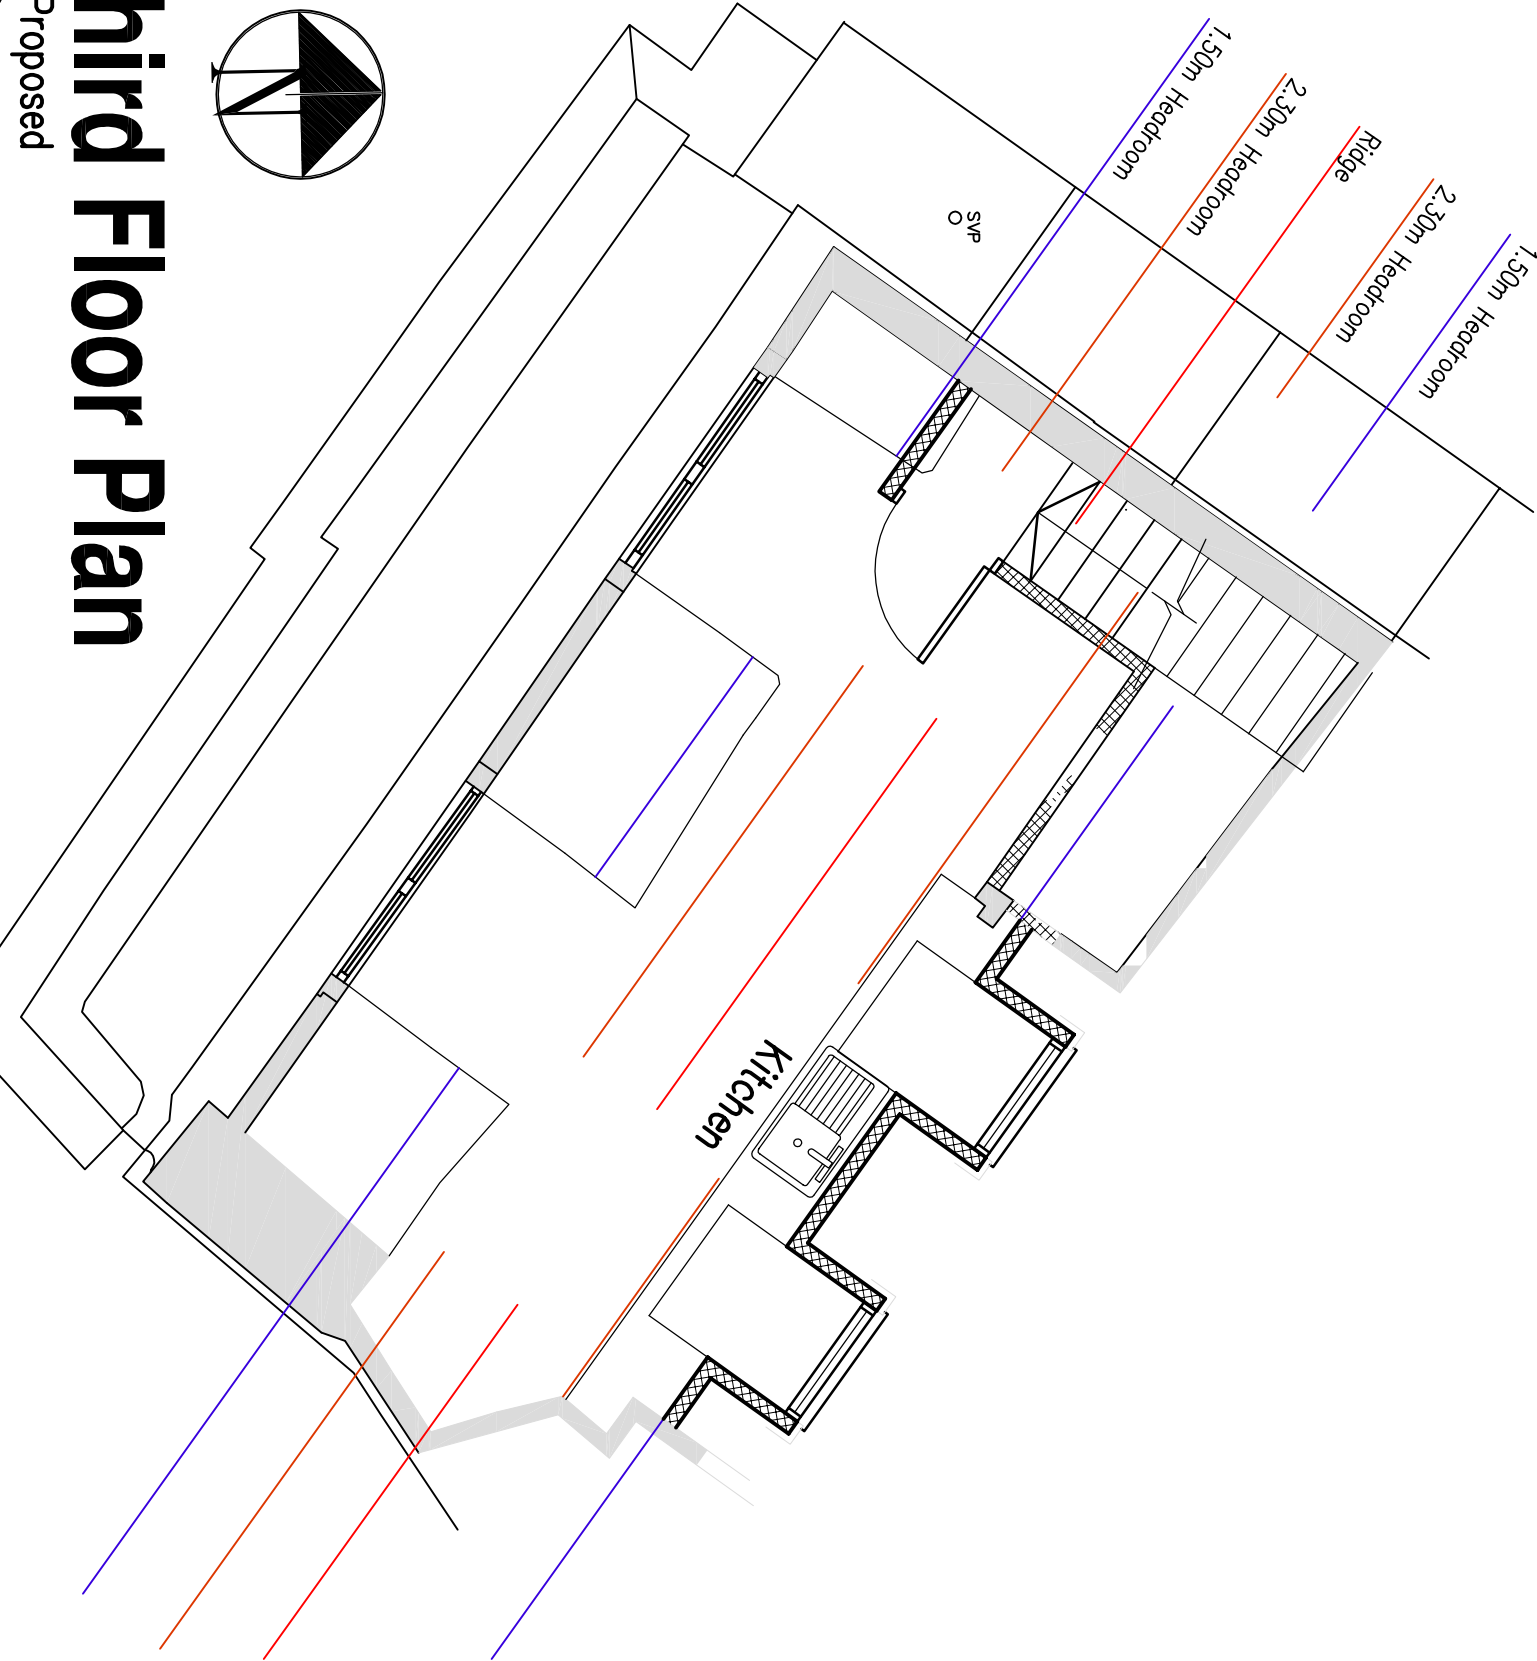 hird Floor Plan
Proposed
N
1.50m Headroom
2.30m Headroom
Ridge
2.30m Headroom
1.50m Headroom
SVP
Kitchen